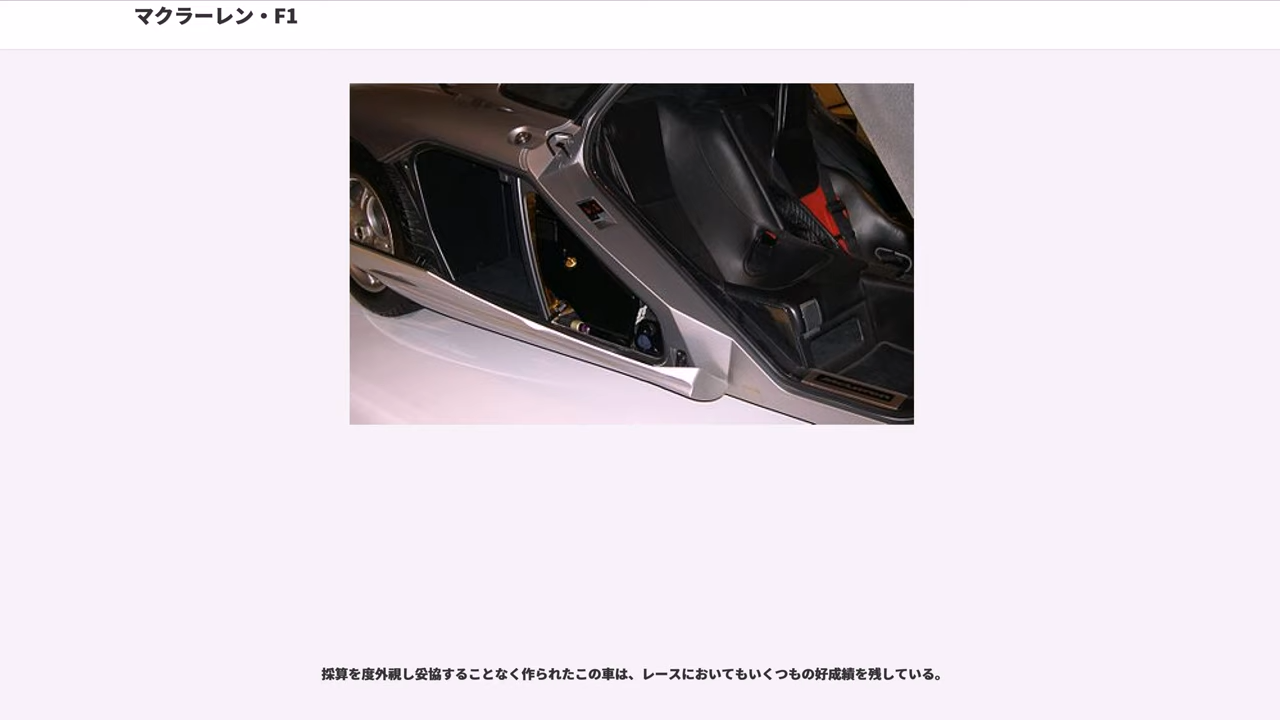 マクラーレン・F1
採算を度外視し妥協することなく作られたこの車は、レースにおいてもいくつもの好成績を残している。